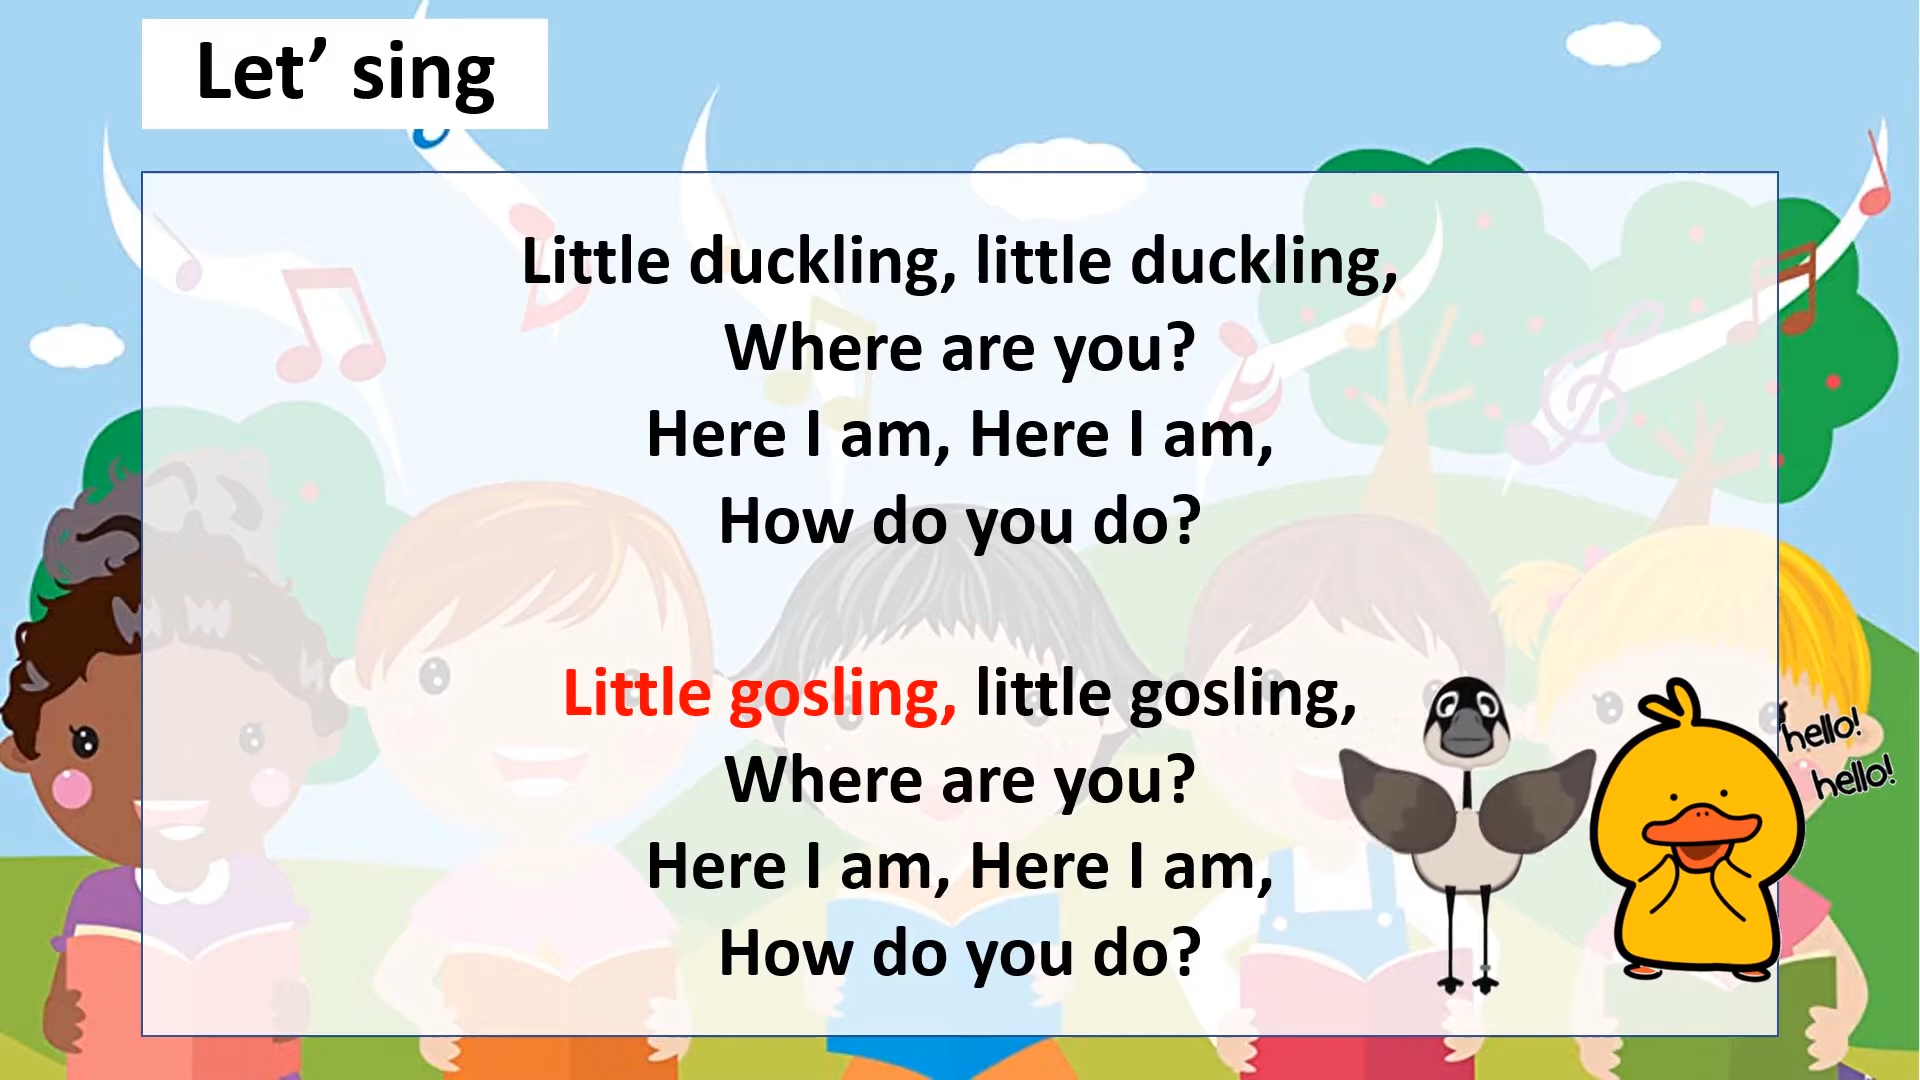 Let’ sing
Little duckling, little duckling,
Where are you?
Here I am, Here I am,
How do you do?
Little gosling, little gosling,
Where are you?
Here I am, Here I am,
How do you do?
hello!
hello!